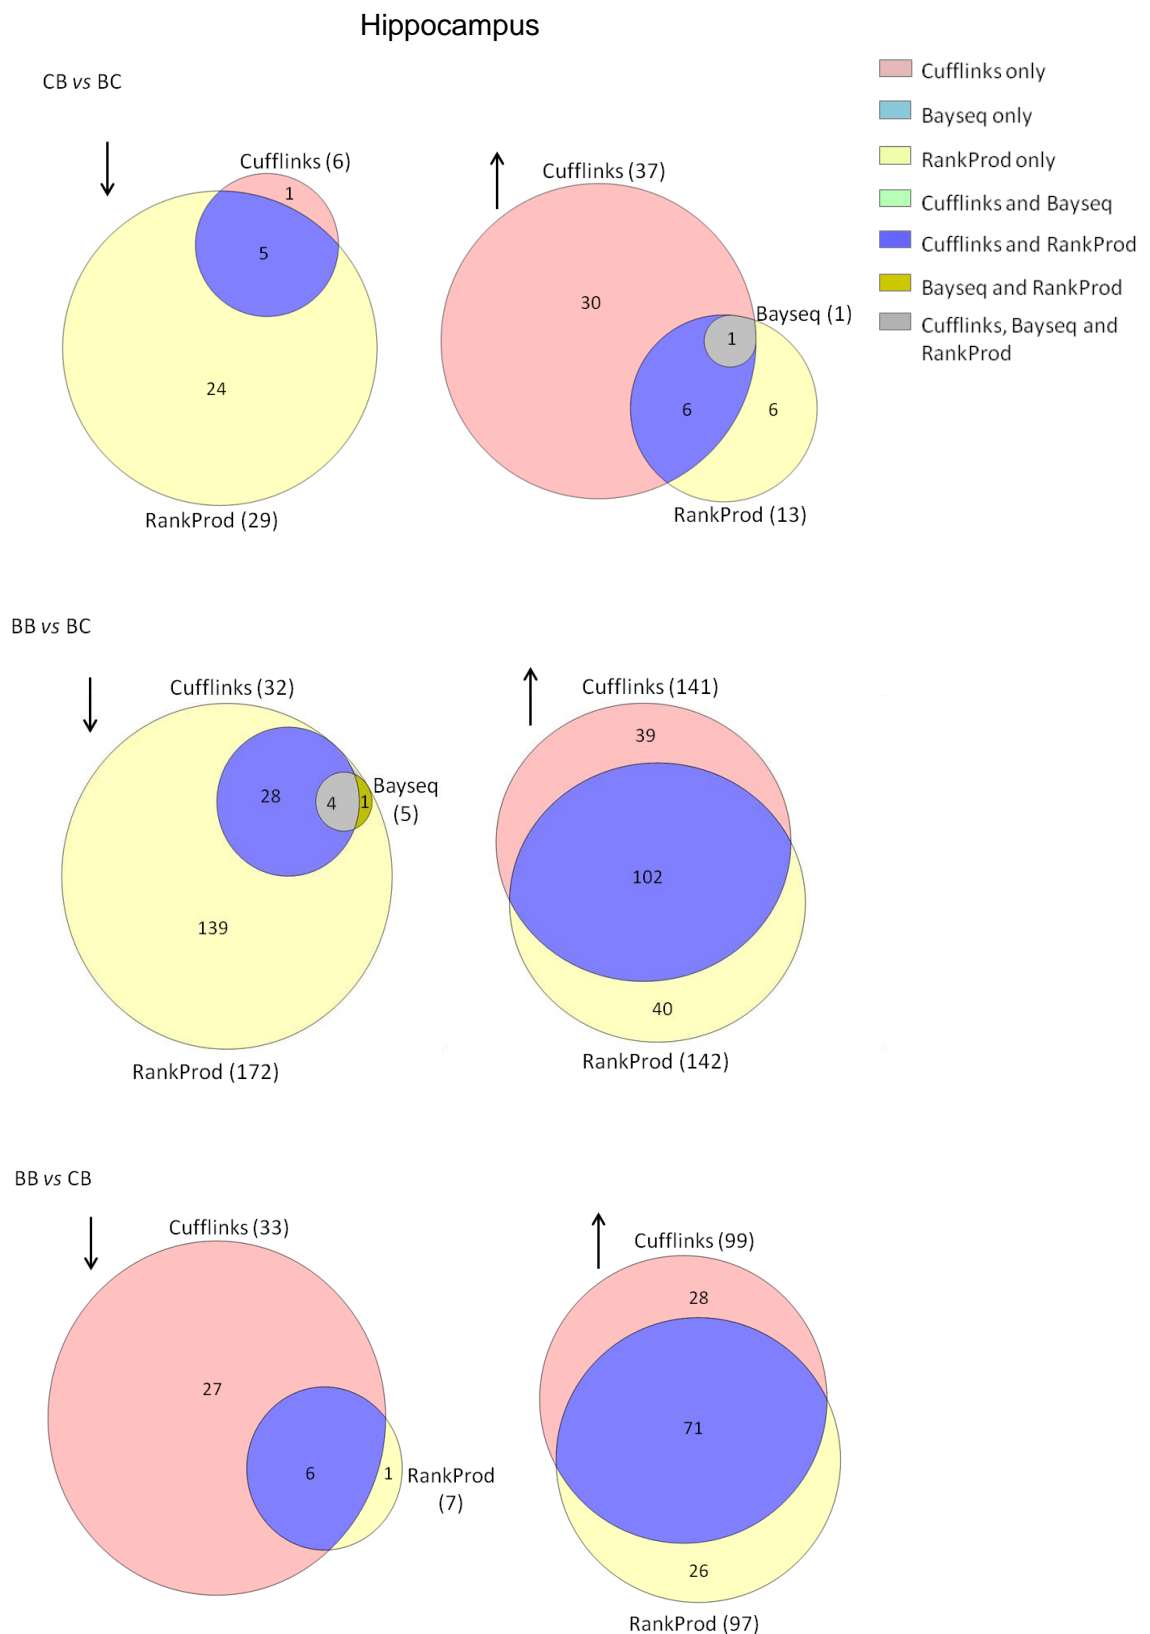 Hippocampus
CB vs BC
Cufflinks (6)
1
5
24
RankProd (29)
Cufflinks (37)
30
Bayseq (1)
1
6
6
RankProd (13)
Cufflinks only
Bayseq only
RankProd only
Cufflinks and Bayseq
Cufflinks and RankProd
Bayseq and RankProd
Cufflinks, Bayseq and
RankProd
BB vs BC
Cufflinks (32)
28
4
1
Bayseq
(5)
139
RankProd (172)
Cufflinks (141)
39
102
40
RankProd (142)
BB vs CB
Cufflinks (33)
27
6
1
RankProd
(7)
Cufflinks (99)
28
71
26
RankProd (97)